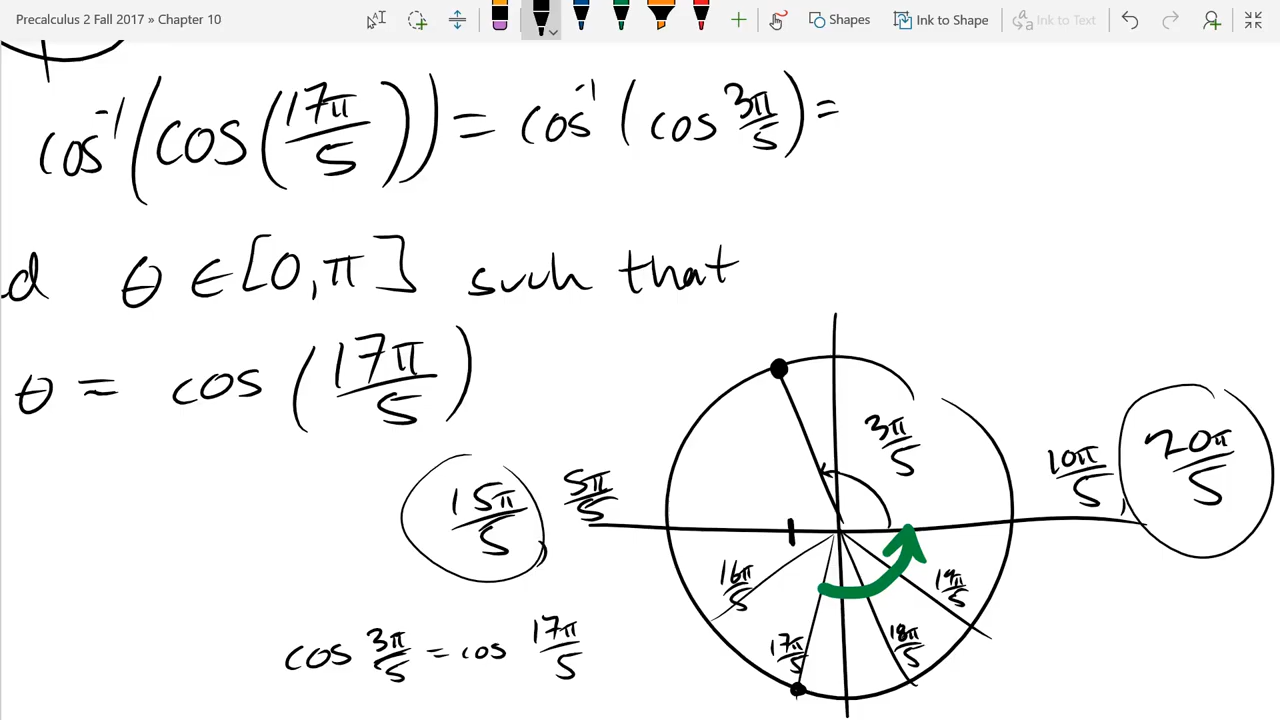 Precalculus 2 Fall 2017 » Chapter 10
Shapes
Ink to Shape
Ink to Text
cos⁻¹(cos(17π/5)) = cos⁻¹(cos 3π/5) =
d θ ∈ [0,π] such that
θ = cos(17π/5)
3π/5
15π/5, 5π/5
10π/5, 20π/5
16π/5
17π/5
18π/5
19π/5
cos 3π/5 = cos 17π/5